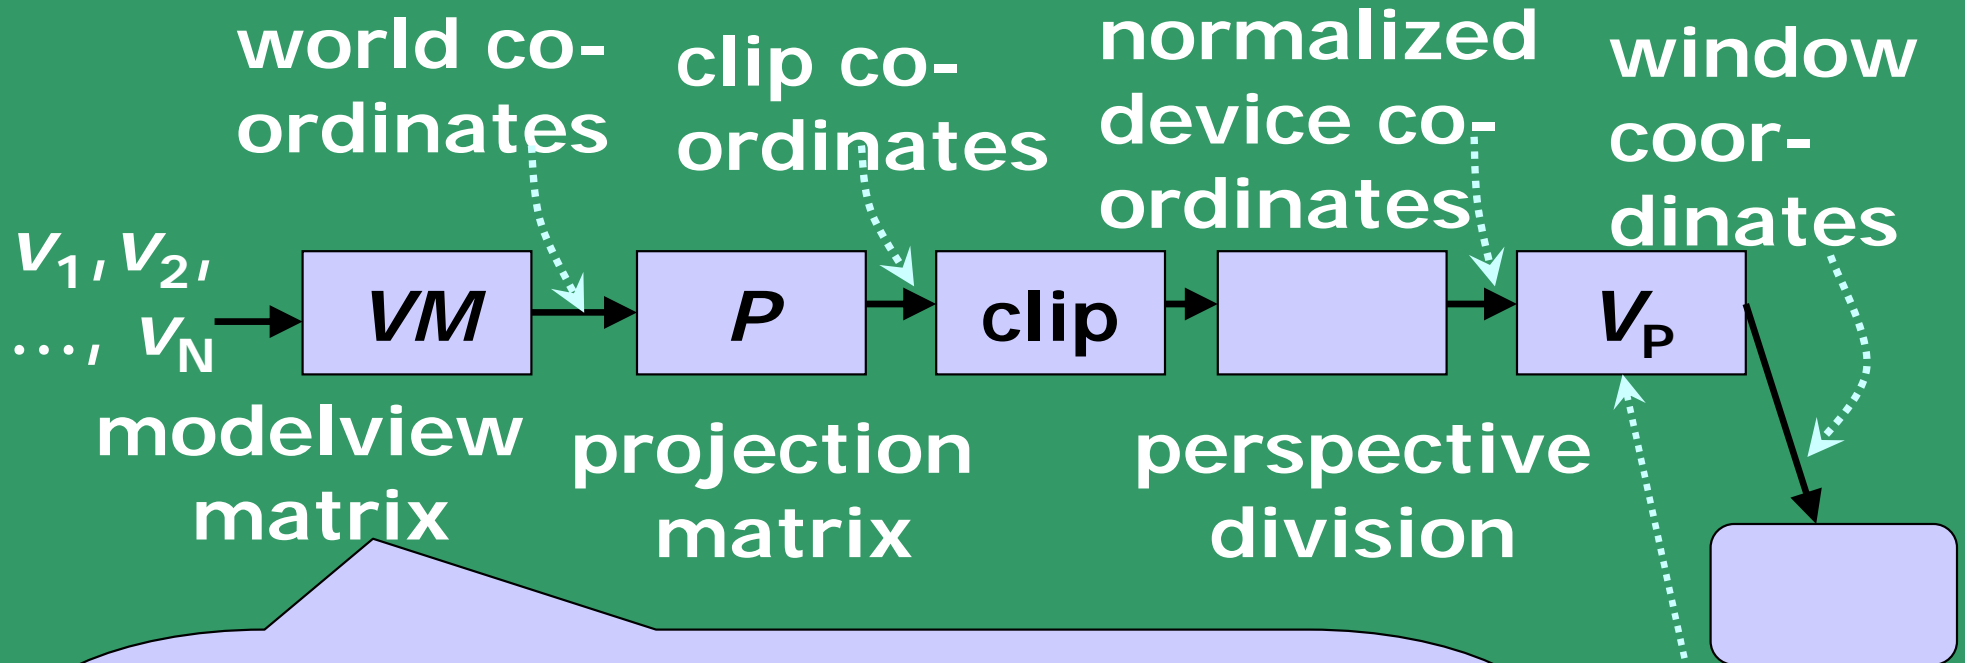 world co-
ordinates
clip co-
ordinates
normalized
device co-
ordinates
window
coor-
dinates
v1, v2,
..., vN
VM
P
clip
VP
modelview
matrix
projection
matrix
perspective
division